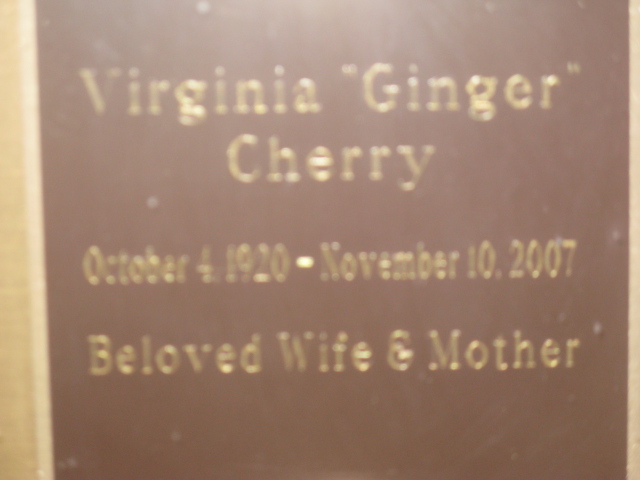 Virginia "Ginger"
Cherry
October 4, 1920 - November 10, 2007
Beloved Wife & Mother